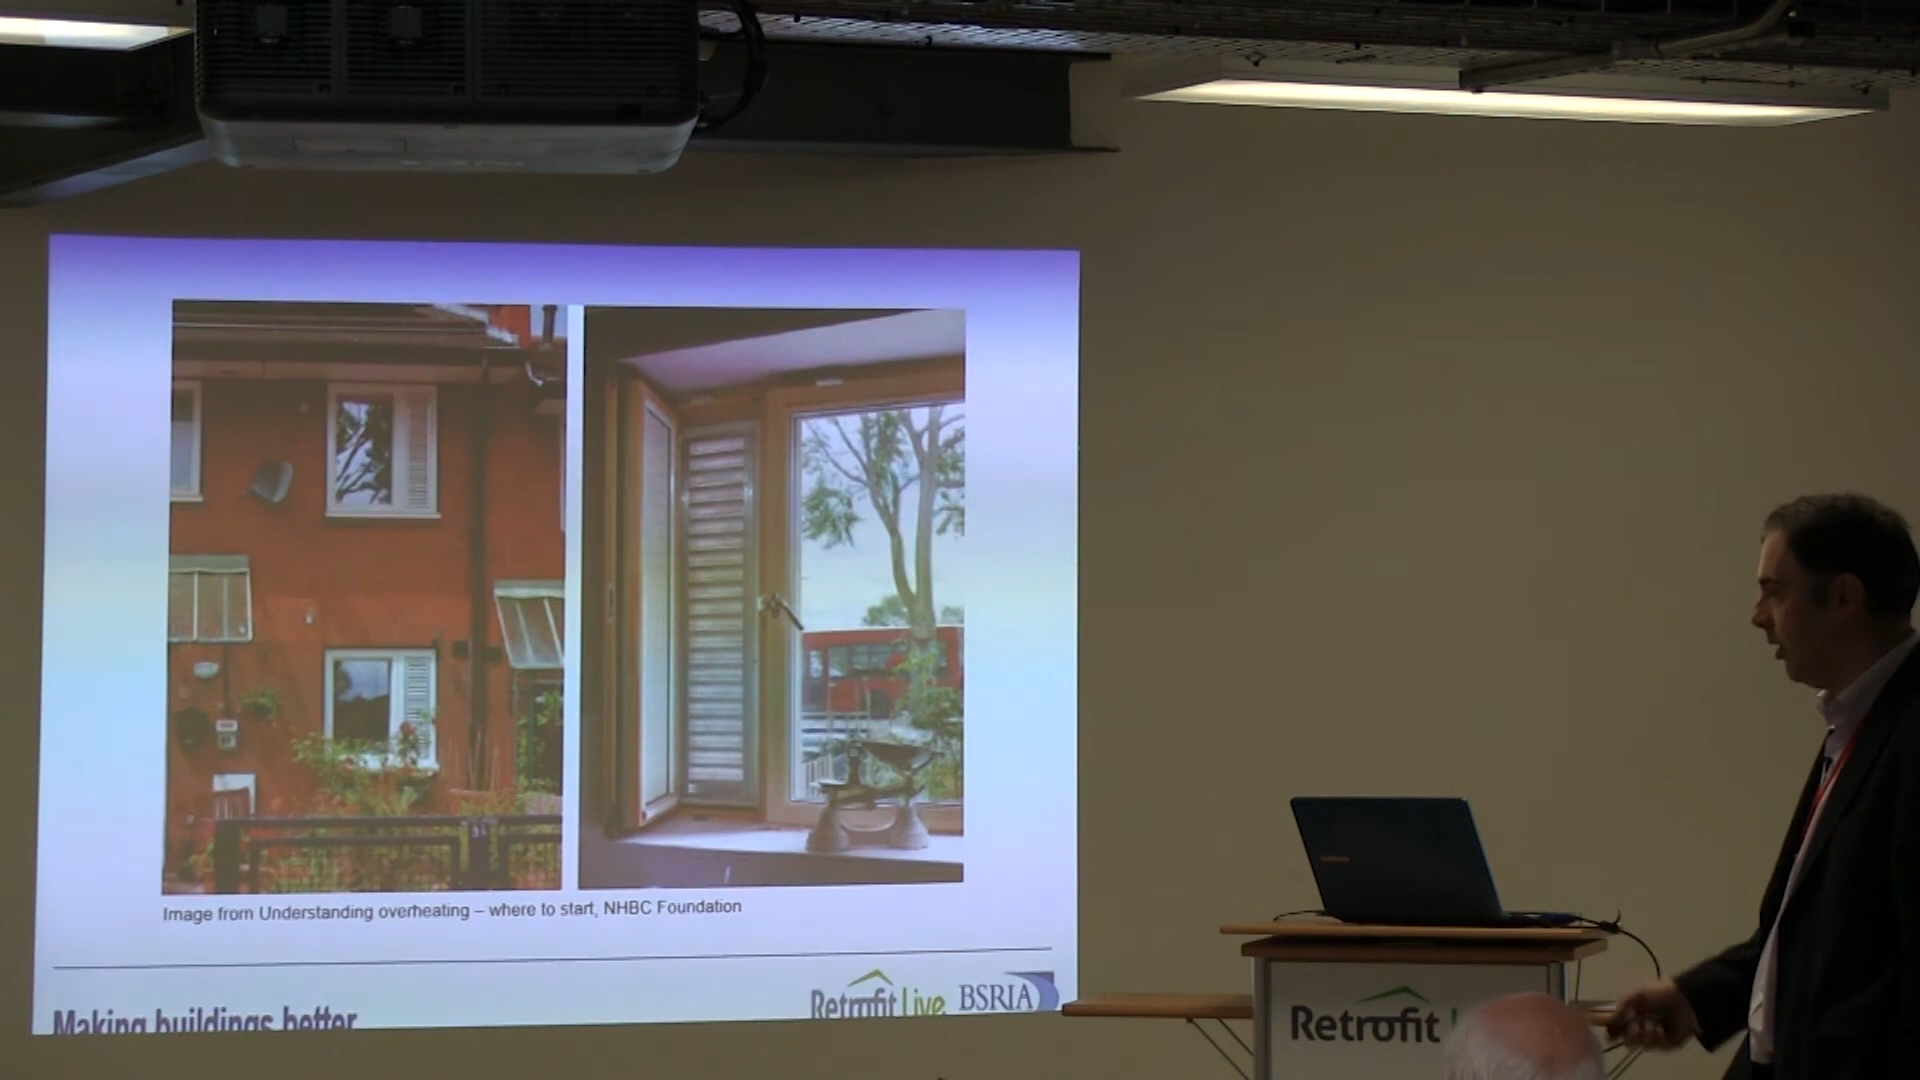 Image from Understanding overheating – where to start, NHBC Foundation
Making buildings better
Retrofit Live
BSRIA
Retrofit